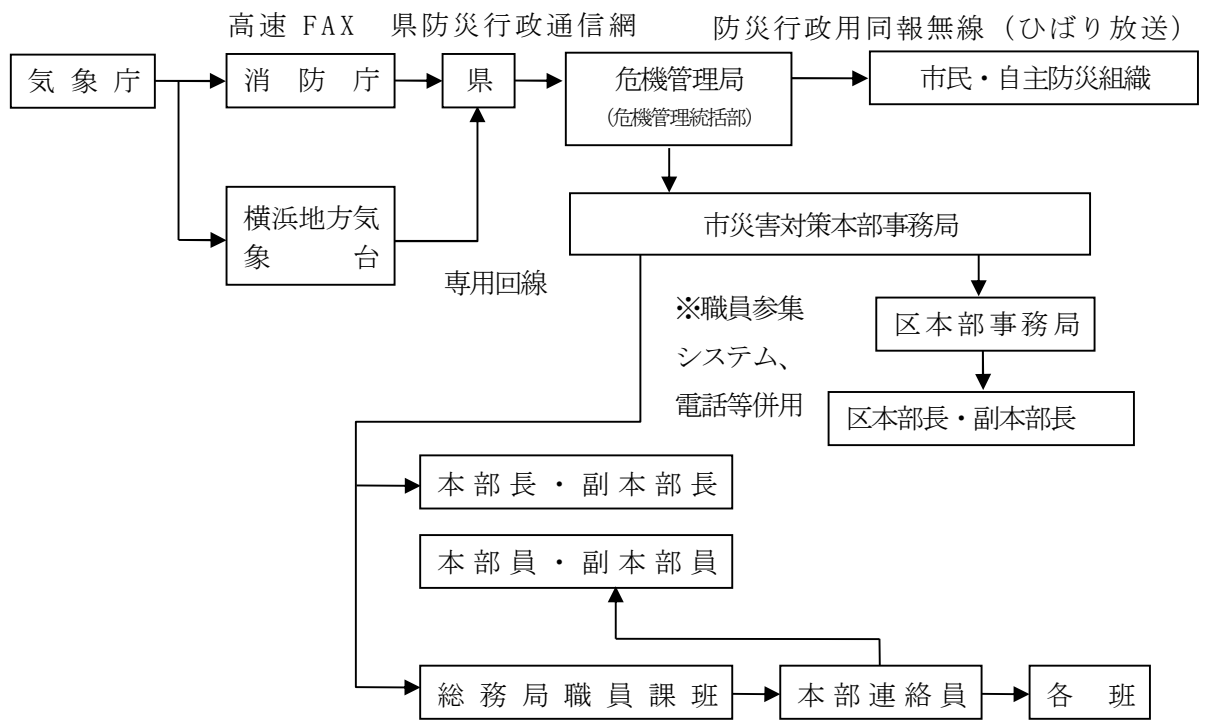 高速 FAX 県防災行政通信網 防災行政用同報無線（ひばり放送）
気象庁
消防庁
県
危機管理局
（危機管理統括部）
市民・自主防災組織
横浜地方気
象台
専用回線
市災害対策本部事務局
※職員参集
システム、
電話等併用
区本部事務局
区本部長・副本部長
本部長・副本部長
本部員・副本部員
総務局職員課班
本部連絡員
各班